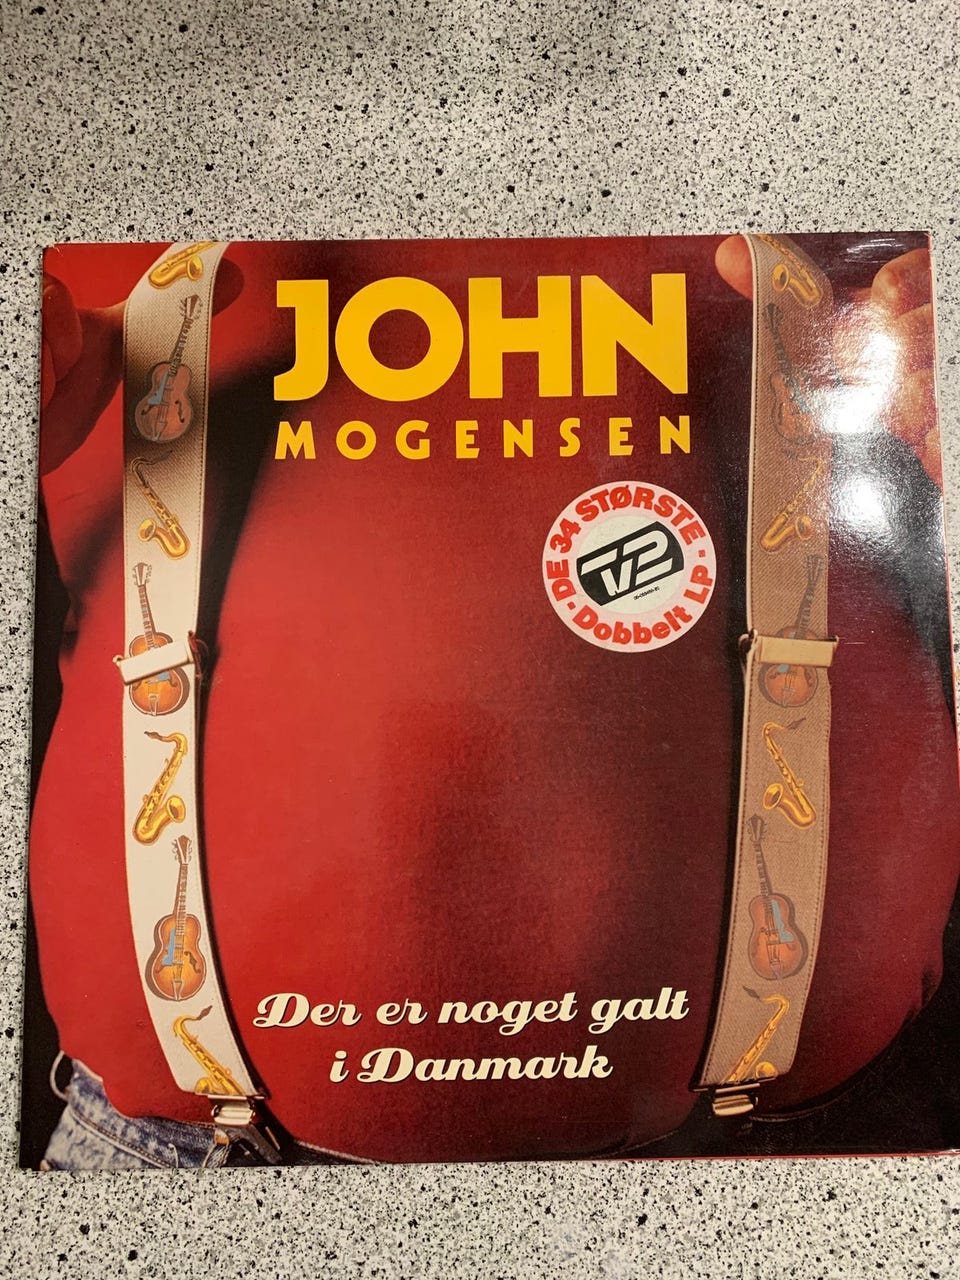 JOHN
MOGENSEN
DE 34 STØRSTE
TV2
- Dobbelt LP -
Der er noget galt
i Danmark